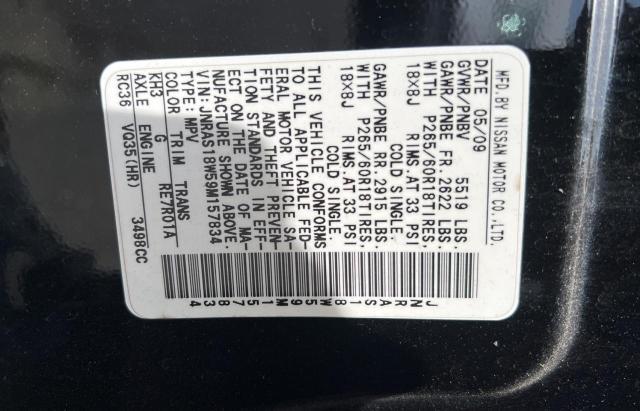 MFD.BY NISSAN MOTOR CO.,LTD.
DATE 05/09
GVWR/PNBV 5519 LBS:
GAWR/PNBE FR.2622 LBS:
WITH P265/60R18TIRES,
18X8J RIMS.AT 33 PSI
COLD SINGLE.
GAWR/PNBE RR.2915 LBS:
WITH P265/60R18TIRES,
18X8J RIMS.AT 33 PSI
COLD SINGLE.
THIS VEHICLE CONFORMS
TO ALL APPLICABLE FED-
ERAL MOTOR VEHICLE SA-
FETY AND THEFT PREVEN-
TION STANDARDS IN EFF-
ECT ON THE DATE OF MA-
NUFACTURE SHOWN ABOVE.
VIN:JNRAS18W59M157834
TYPE:MPV
COLOR TRIM TRANS
KH3 G RE7R01A
AXLE ENGINE
RC36 VQ35(HR) 3498CC
JNRAS18W59M157834